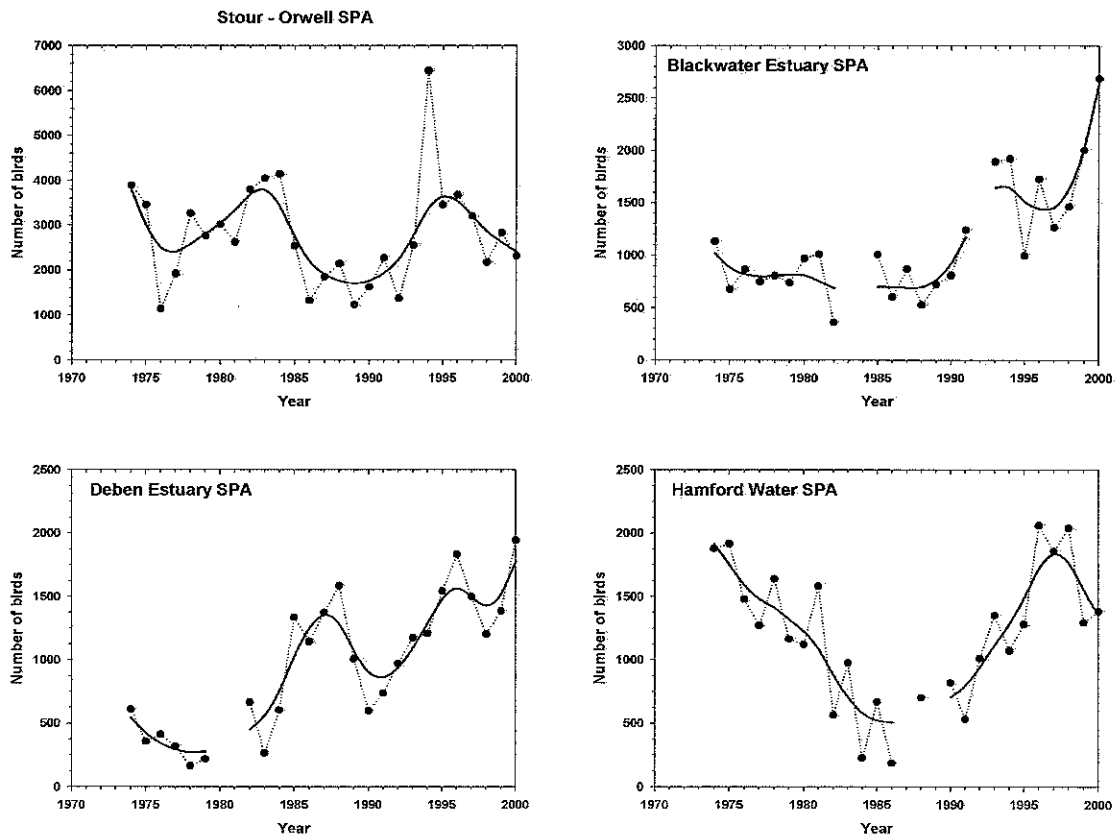 Stour - Orwell SPA
7000
6000
5000
4000
3000
2000
1000
0
Number of birds
1970 1975 1980 1985 1990 1995 2000
Year
Blackwater Estuary SPA
3000
2500
2000
1500
1000
500
0
Number of birds
1970 1975 1980 1985 1990 1995 2000
Year
Deben Estuary SPA
2500
2000
1500
1000
500
0
Number of birds
1970 1975 1980 1985 1990 1995 2000
Year
Hamford Water SPA
2500
2000
1500
1000
500
0
Number of birds
1970 1975 1980 1985 1990 1995 2000
Year